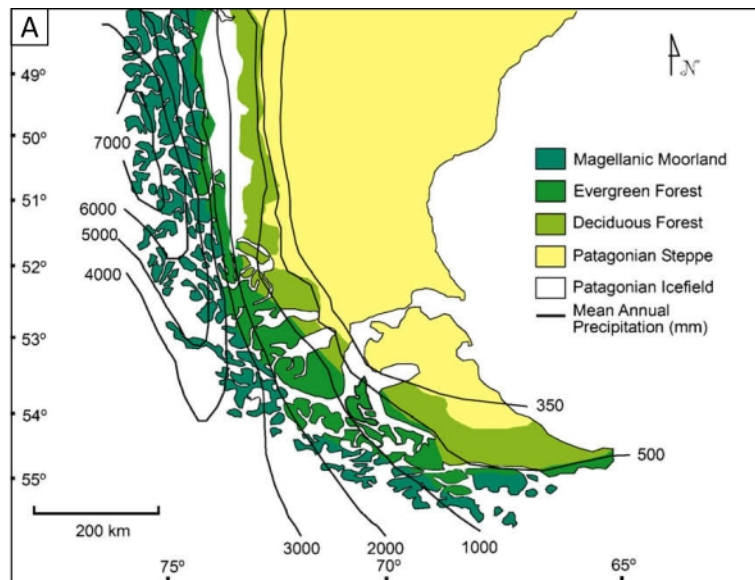 A
N
49°
50°
51°
52°
53°
54°
55°
7000
6000
5000
4000
Magellanic Moorland
Evergreen Forest
Deciduous Forest
Patagonian Steppe
Patagonian Icefield
Mean Annual
Precipitation (mm)
350
500
200 km
3000
2000
1000
75°
70°
65°